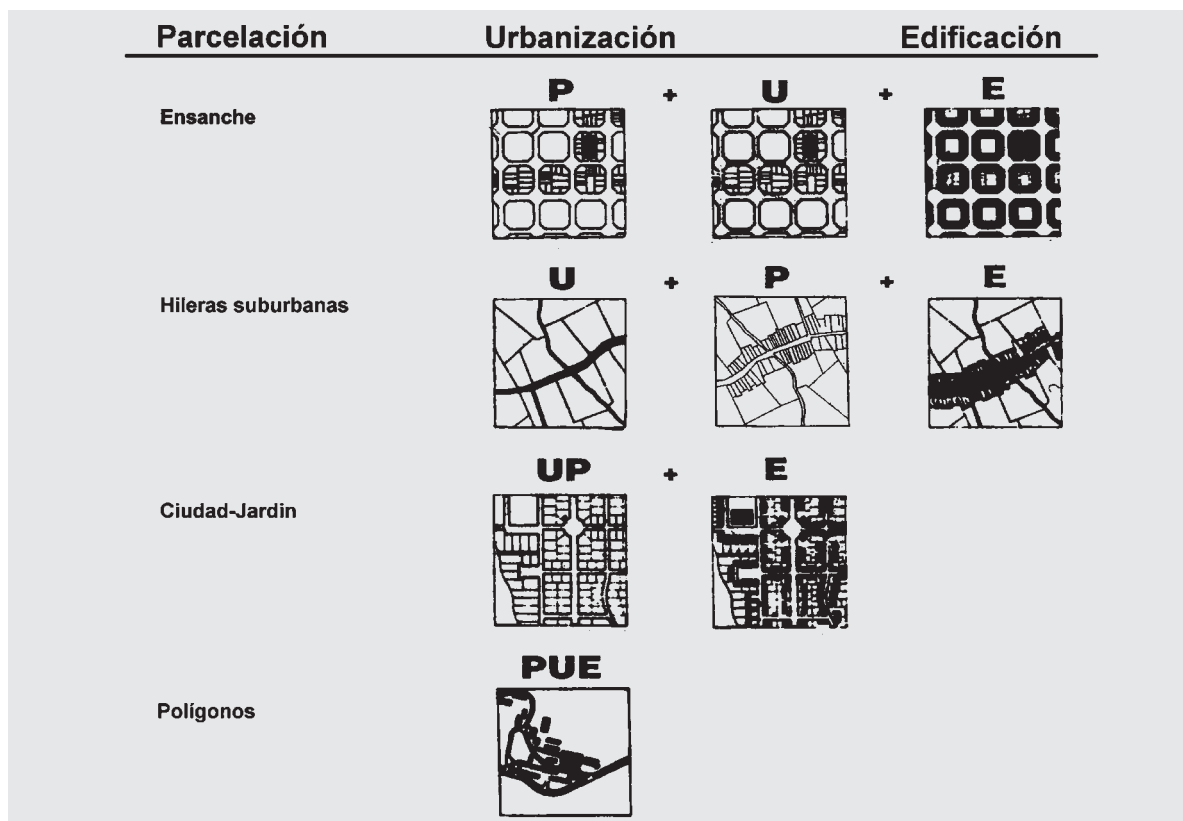 Parcelación Urbanización Edificación
P + U + E
Ensanche
U + P + E
Hileras suburbanas
UP + E
Ciudad-Jardin
PUE
Polígonos